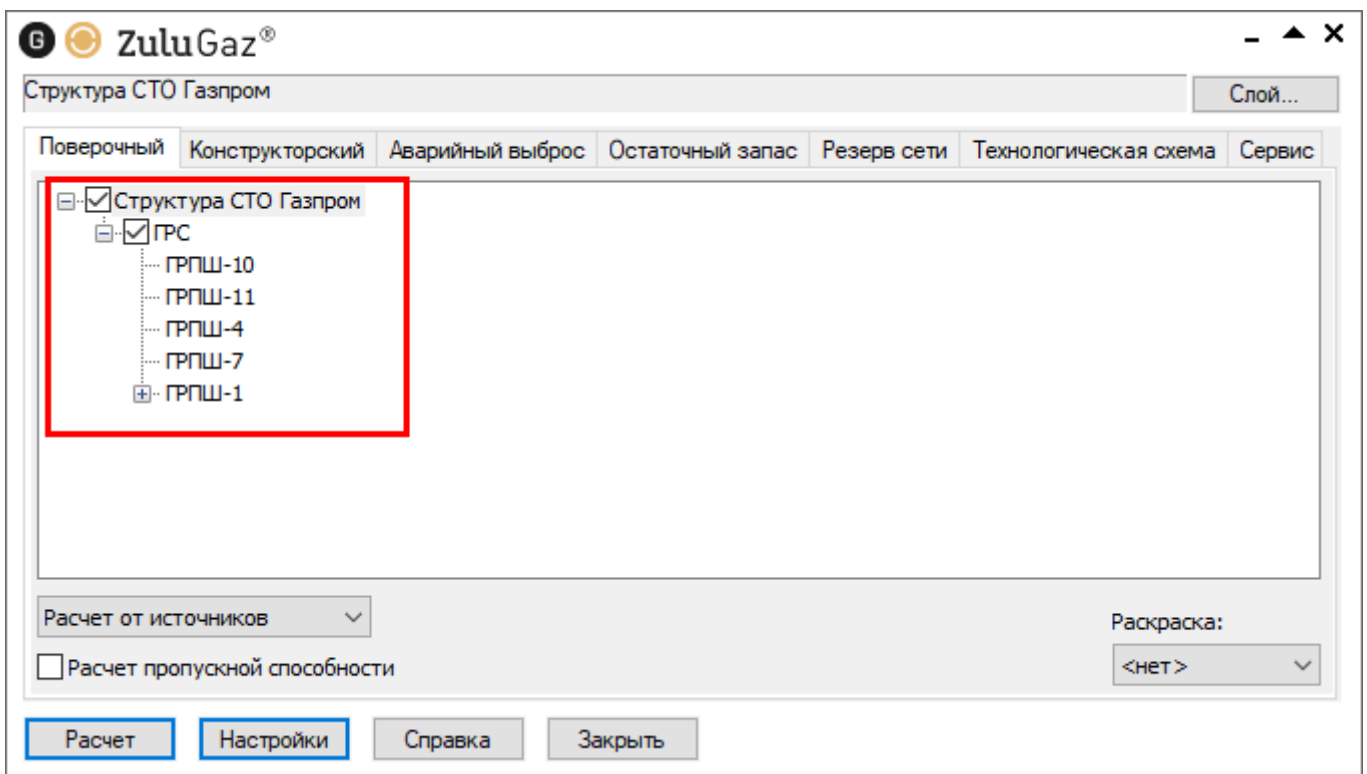 G ZuluGaz®
Структура СТО Газпром
Слой...
Поверочный Конструкторский Аварийный выброс Остаточный запас Резерв сети Технологическая схема Сервис
Структура СТО Газпром
ГРС
ГРПШ-10
ГРПШ-11
ГРПШ-4
ГРПШ-7
ГРПШ-1
Расчет от источников
Раскраска:
Расчет пропускной способности
<нет>
Расчет Настройки Справка Закрыть